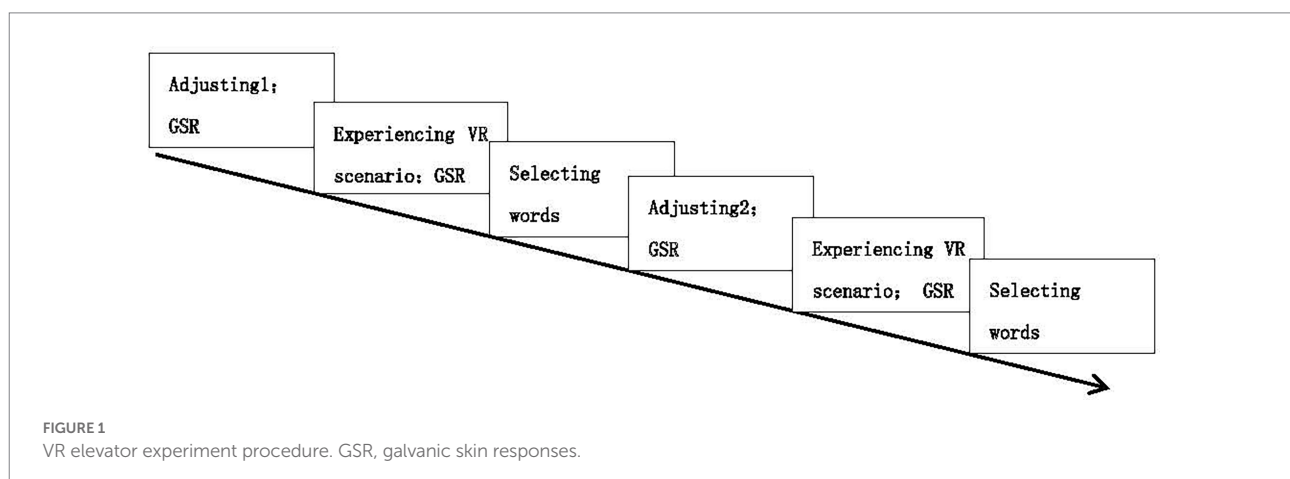 Adjusting1;
GSR
Experiencing VR
scenario; GSR
Selecting
words
Adjusting2;
GSR
Experiencing VR
scenario; GSR
Selecting
words
FIGURE 1
VR elevator experiment procedure. GSR, galvanic skin responses.